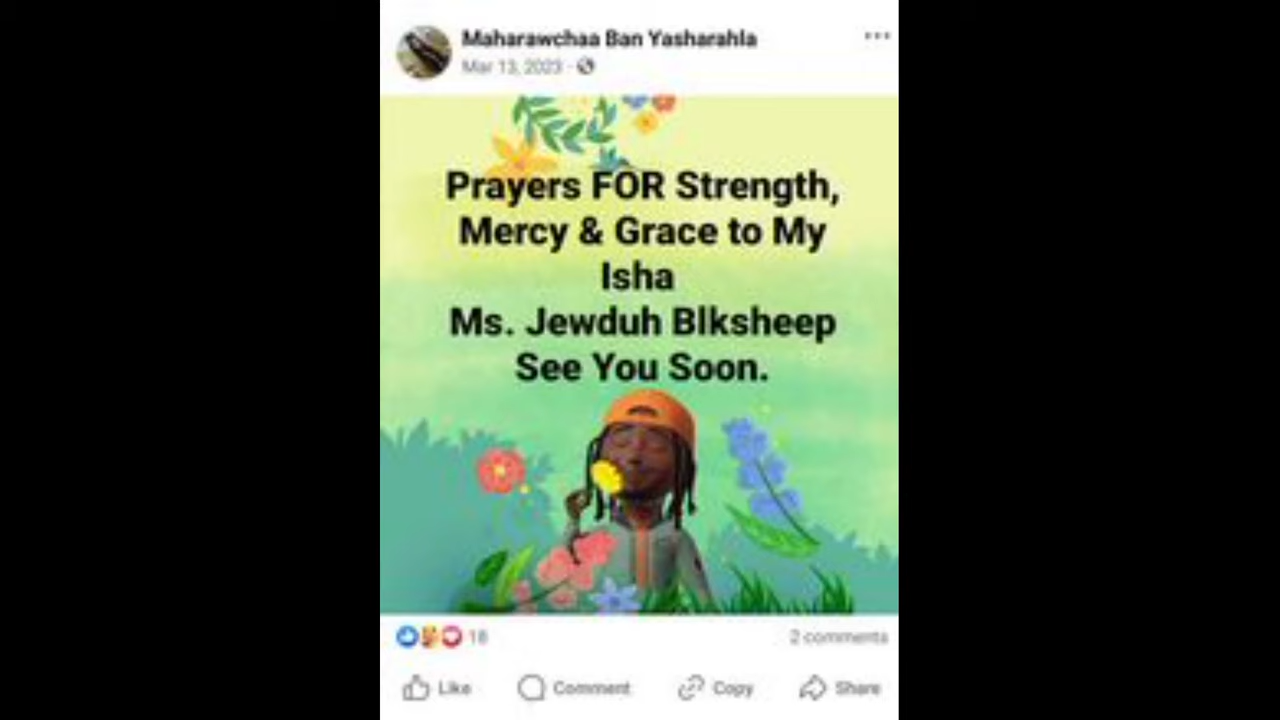 Maharawchaa Ban Yasharahla
Mar 13, 2023
Prayers FOR Strength,
Mercy & Grace to My
Isha
Ms. Jewduh Blksheep
See You Soon.
18
2 comments
Like
Comment
Copy
Share